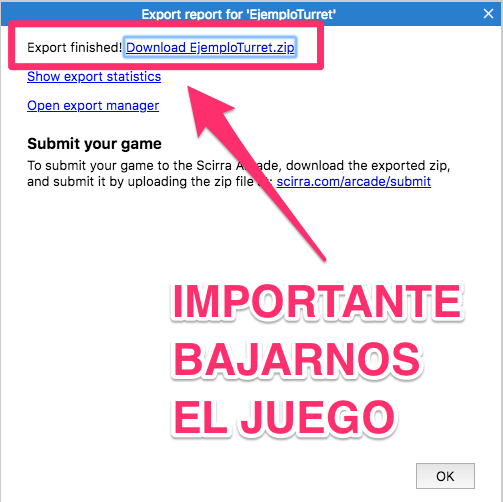 Export report for 'EjemploTurret'
Export finished! Download EjemploTurret.zip
Show export statistics
Open export manager
Submit your game
To submit your game to the Scirra Arcade, download the exported zip,
and submit it by uploading the zip file : scirra.com/arcade/submit
IMPORTANTE
BAJARNOS
EL JUEGO
OK